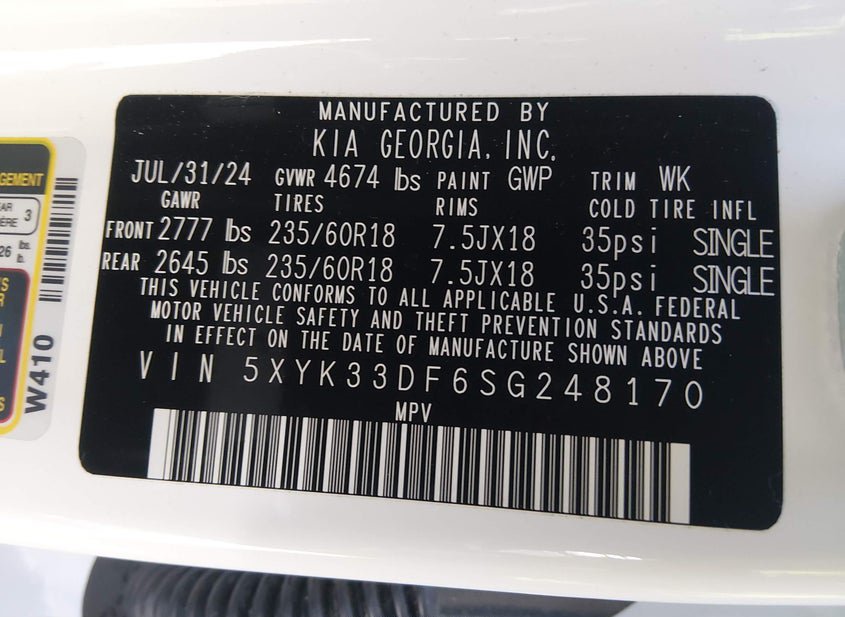 MANUFACTURED BY
KIA GEORGIA, INC.
JUL/31/24 GVWR 4674 lbs PAINT GWP TRIM WK
GAWR TIRES RIMS COLD TIRE INFL
FRONT 2777 lbs 235/60R18 7.5JX18 35psi SINGLE
REAR 2645 lbs 235/60R18 7.5JX18 35psi SINGLE
THIS VEHICLE CONFORMS TO ALL APPLICABLE U.S.A. FEDERAL
MOTOR VEHICLE SAFETY AND THEFT PREVENTION STANDARDS
IN EFFECT ON THE DATE OF MANUFACTURE SHOWN ABOVE
VIN 5XYK33DF6SG248170
MPV
W410
3
lbs.
lb.